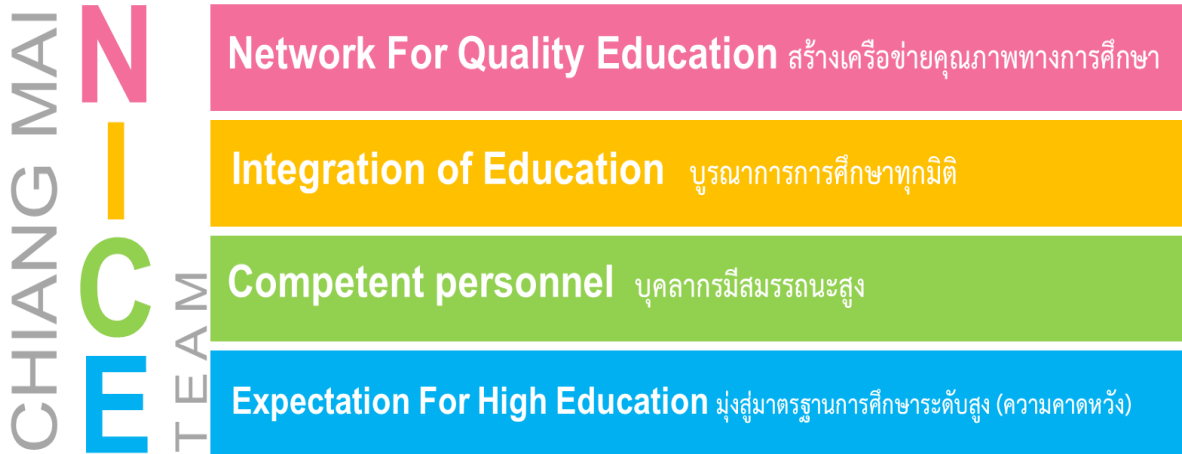 CHIANG MAI
NICE
TEAM
Network For Quality Education สร้างเครือข่ายคุณภาพทางการศึกษา
Integration of Education บูรณาการการศึกษาทุกมิติ
Competent personnel บุคลากรมีสมรรถนะสูง
Expectation For High Education มุ่งสู่มาตรฐานการศึกษาระดับสูง (ความคาดหวัง)